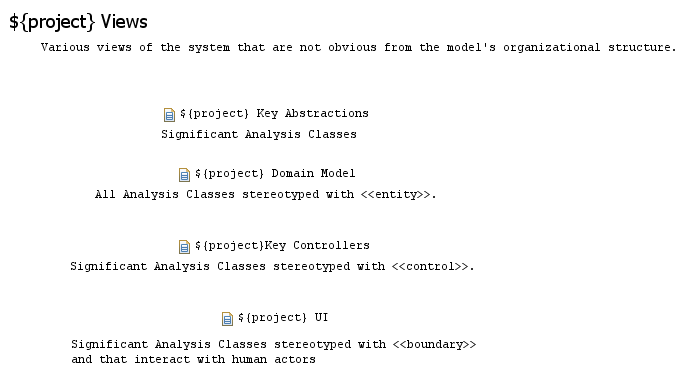 ${project} Views
Various views of the system that are not obvious from the model's organizational structure.
${project} Key Abstractions
Significant Analysis Classes
${project} Domain Model
All Analysis Classes stereotyped with <<entity>>.
${project}Key Controllers
Significant Analysis Classes stereotyped with <<control>>.
${project} UI
Significant Analysis Classes stereotyped with <<boundary>>
and that interact with human actors